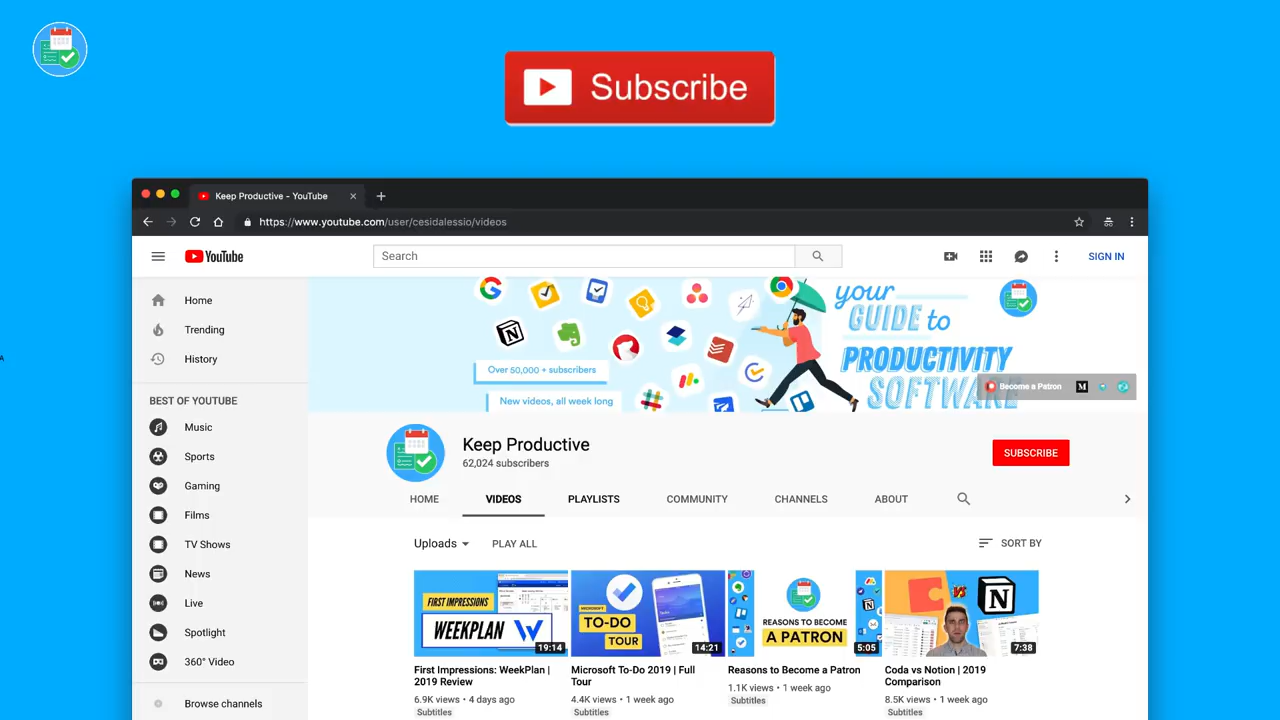 Subscribe
Keep Productive - YouTube
https://www.youtube.com/user/cesidalessio/videos
YouTube
Search
SIGN IN
Home
Trending
History
BEST OF YOUTUBE
Music
Sports
Gaming
Films
TV Shows
News
Live
Spotlight
360° Video
Browse channels
Over 50,000 + subscribers
New videos, all week long
your
GUIDE to
PRODUCTIVITY
SOFTWARE
Become a Patron
Keep Productive
62,024 subscribers
SUBSCRIBE
HOME VIDEOS PLAYLISTS COMMUNITY CHANNELS ABOUT
Uploads PLAY ALL SORT BY
FIRST IMPRESSIONS
WEEKPLAN
19:14
First Impressions: WeekPlan |
2019 Review
6.9K views • 4 days ago
Subtitles
MICROSOFT
TO-DO
TOUR
14:21
Microsoft To-Do 2019 | Full
Tour
4.4K views • 1 week ago
Subtitles
REASONS TO BECOME
A PATRON
5:05
Reasons to Become a Patron
1.1K views • 1 week ago
Subtitles
VS
7:38
Coda vs Notion | 2019
Comparison
8.5K views • 1 week ago
Subtitles